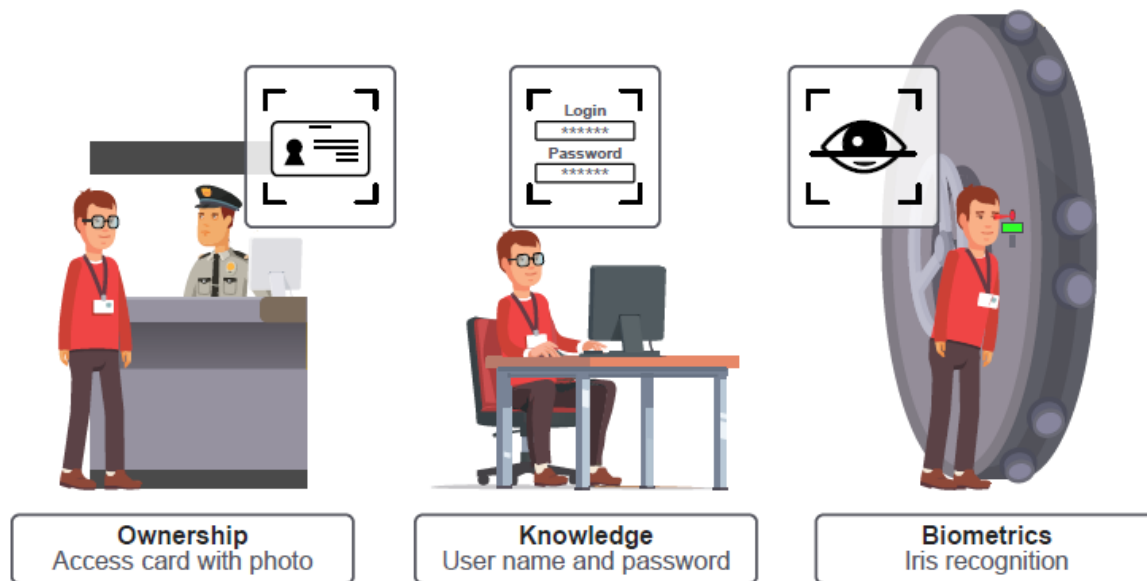 Login
******
Password
******
Ownership
Access card with photo
Knowledge
User name and password
Biometrics
Iris recognition